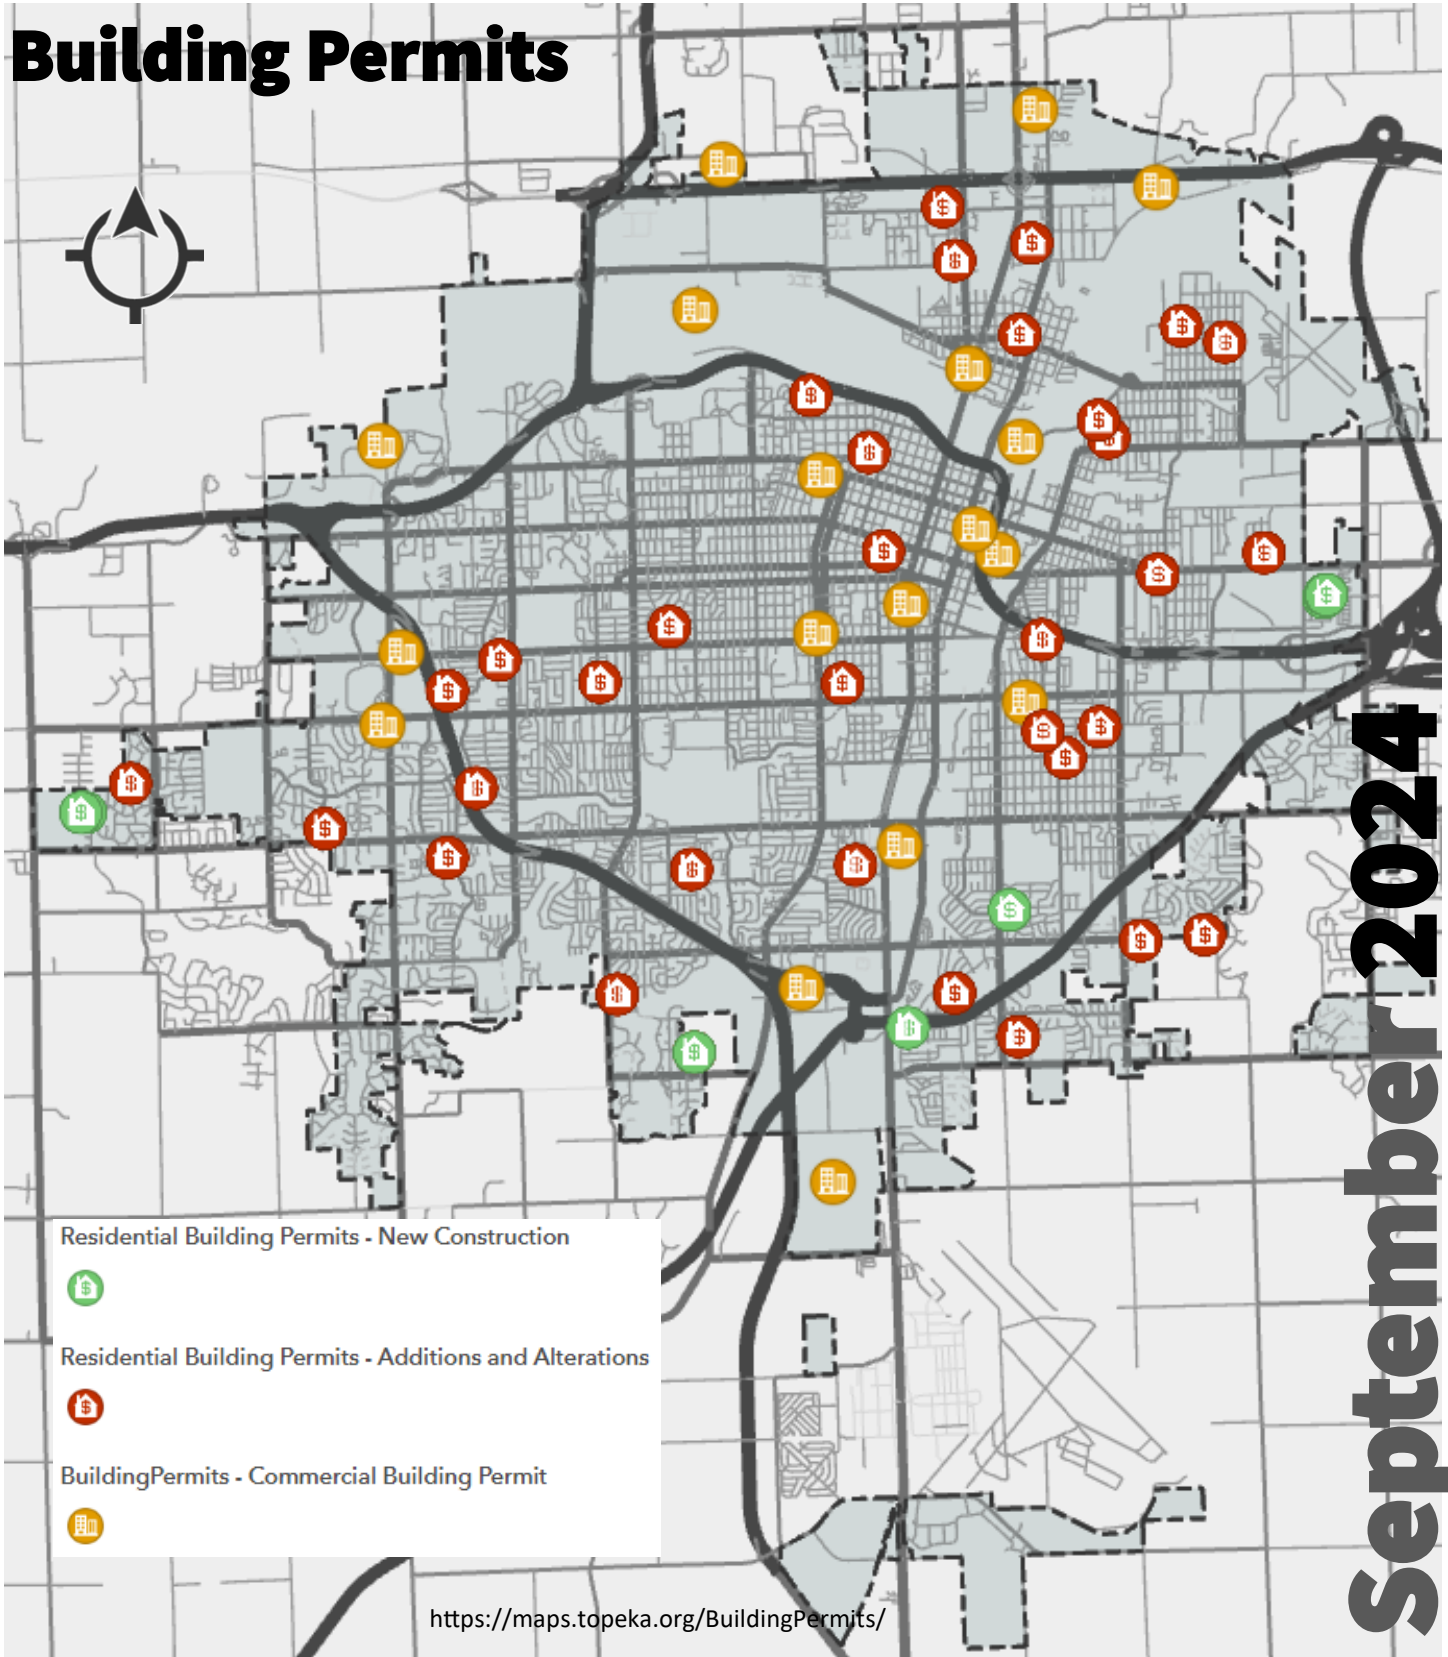 Building Permits
September 2024
Residential Building Permits - New Construction
Residential Building Permits - Additions and Alterations
BuildingPermits - Commercial Building Permit
https://maps.topeka.org/BuildingPermits/